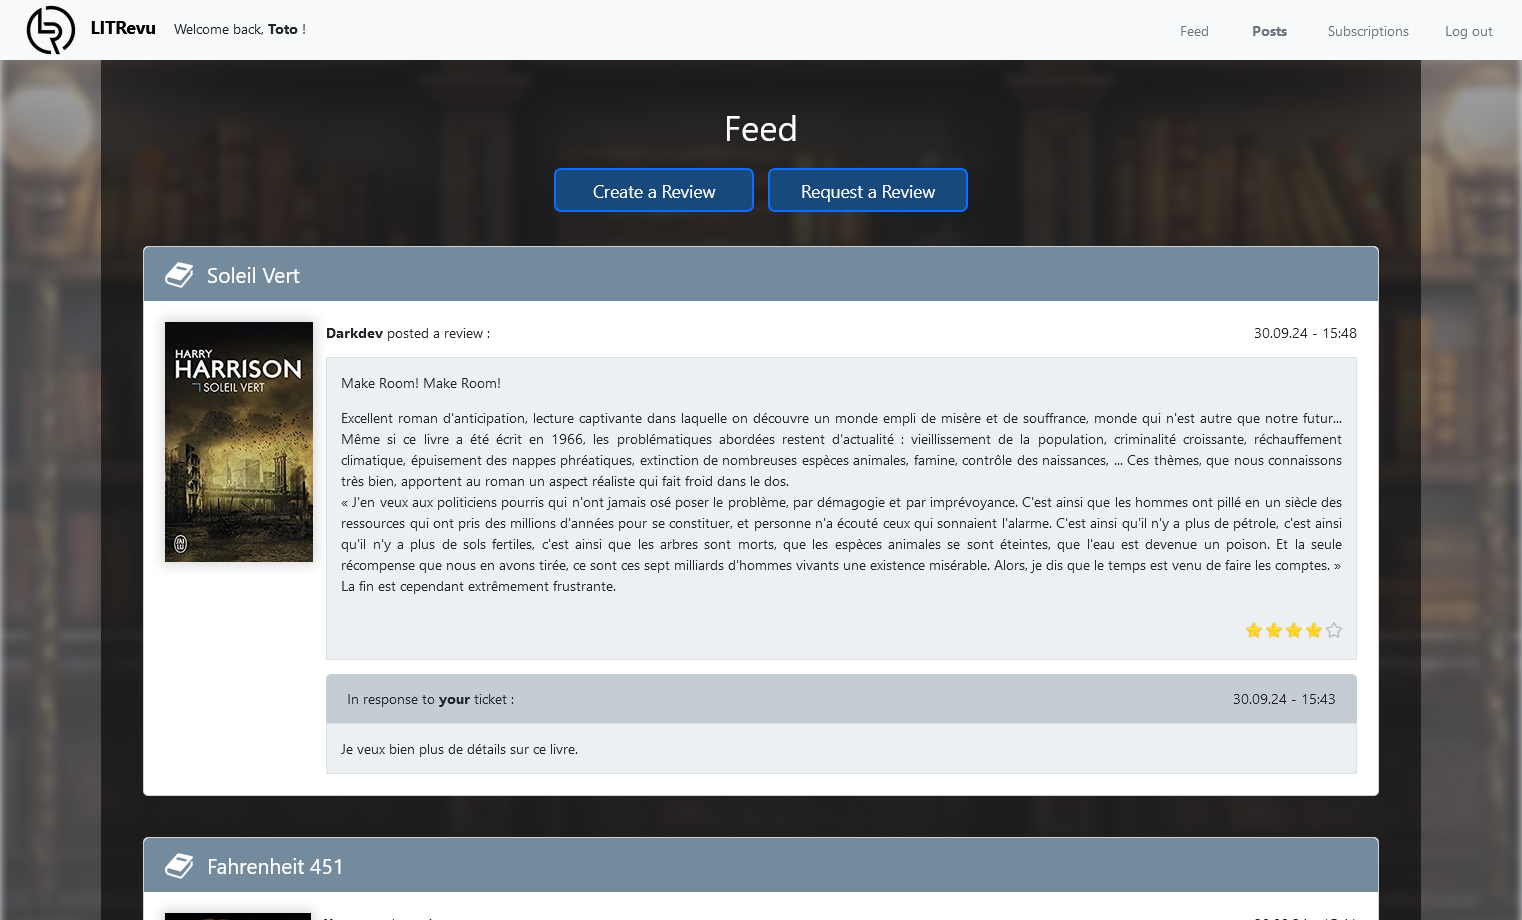 LITRevu Welcome back, Toto ! Feed Posts Subscriptions Log out
Feed
Create a Review Request a Review
Soleil Vert
HARRY
HARRISON
SOLEIL VERT
Darkdev posted a review : 30.09.24 - 15:48
Make Room! Make Room!
Excellent roman d'anticipation, lecture captivante dans laquelle on découvre un monde empli de misère et de souffrance, monde qui n'est autre que notre futur...
Même si ce livre a été écrit en 1966, les problématiques abordées restent d'actualité : vieillissement de la population, criminalité croissante, réchauffement
climatique, épuisement des nappes phréatiques, extinction de nombreuses espèces animales, famine, contrôle des naissances, ... Ces thèmes, que nous connaissons
très bien, apportent au roman un aspect réaliste qui fait froid dans le dos.
« J'en veux aux politiciens pourris qui n'ont jamais osé poser le problème, par démagogie et par imprévoyance. C'est ainsi que les hommes ont pillé en un siècle des
ressources qui ont pris des millions d'années pour se constituer, et personne n'a écouté ceux qui sonnaient l'alarme. C'est ainsi qu'il n'y a plus de pétrole, c'est ainsi
qu'il n'y a plus de sols fertiles, c'est ainsi que les arbres sont morts, que les espèces animales se sont éteintes, que l'eau est devenue un poison. Et la seule
récompense que nous en avons tirée, ce sont ces sept milliards d'hommes vivants une existence misérable. Alors, je dis que le temps est venu de faire les comptes. »
La fin est cependant extrêmement frustrante.
In response to your ticket : 30.09.24 - 15:43
Je veux bien plus de détails sur ce livre.
Fahrenheit 451